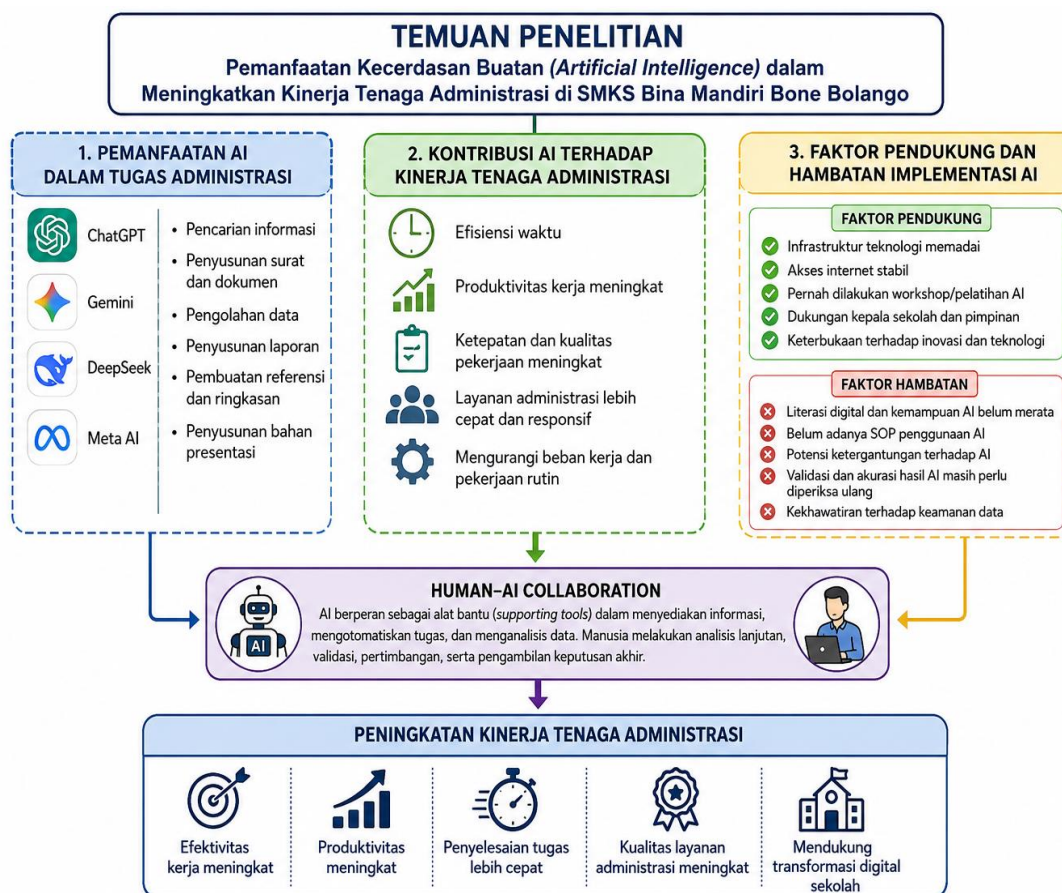 TEMUAN PENELITIAN
Pemanfaatan Kecerdasan Buatan (Artificial Intelligence) dalam
Meningkatkan Kinerja Tenaga Administrasi di SMKS Bina Mandiri Bone Bolango
1. PEMANFAATAN AI
DALAM TUGAS ADMINISTRASI
ChatGPT
Gemini
DeepSeek
Meta AI
• Pencarian informasi
• Penyusunan surat
dan dokumen
• Pengolahan data
• Penyusunan laporan
• Pembuatan referensi
dan ringkasan
• Penyusunan bahan
presentasi
2. KONTRIBUSI AI TERHADAP
KINERJA TENAGA ADMINISTRASI
Efisiensi waktu
Produktivitas kerja meningkat
Ketepatan dan kualitas
pekerjaan meningkat
Layanan administrasi lebih
cepat dan responsif
Mengurangi beban kerja dan
pekerjaan rutin
3. FAKTOR PENDUKUNG DAN
HAMBATAN IMPLEMENTASI AI
FAKTOR PENDUKUNG
Infrastruktur teknologi memadai
Akses internet stabil
Pernah dilakukan workshop/pelatihan AI
Dukungan kepala sekolah dan pimpinan
Keterbukaan terhadap inovasi dan teknologi
FAKTOR HAMBATAN
Literasi digital dan kemampuan AI belum merata
Belum adanya SOP penggunaan AI
Potensi ketergantungan terhadap AI
Validasi dan akurasi hasil AI masih perlu
diperiksa ulang
Kekhawatiran terhadap keamanan data
HUMAN–AI COLLABORATION
AI berperan sebagai alat bantu (supporting tools) dalam menyediakan informasi,
mengotomatiskan tugas, dan menganalisis data. Manusia melakukan analisis lanjutan,
validasi, pertimbangan, serta pengambilan keputusan akhir.
AI
PENINGKATAN KINERJA TENAGA ADMINISTRASI
Efektivitas
kerja meningkat
Produktivitas
meningkat
Penyelesaian tugas
lebih cepat
Kualitas layanan
administrasi meningkat
Mendukung
transformasi digital
sekolah